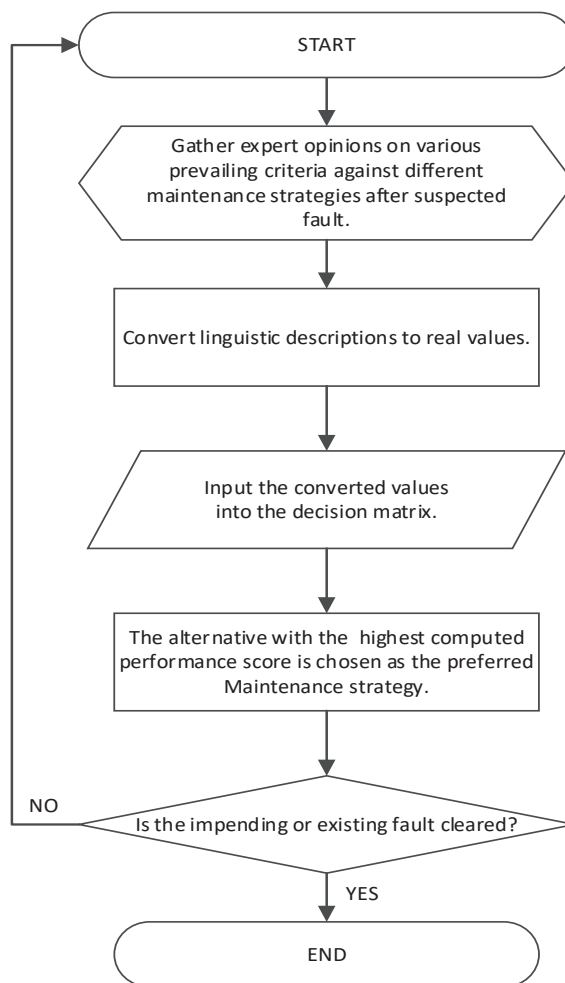 START
Gather expert opinions on various
prevailing criteria against different
maintenance strategies after suspected
fault.
Convert linguistic descriptions to real values.
Input the converted values
into the decision matrix.
The alternative with the highest computed
performance score is chosen as the preferred
Maintenance strategy.
NO
Is the impending or existing fault cleared?
YES
END